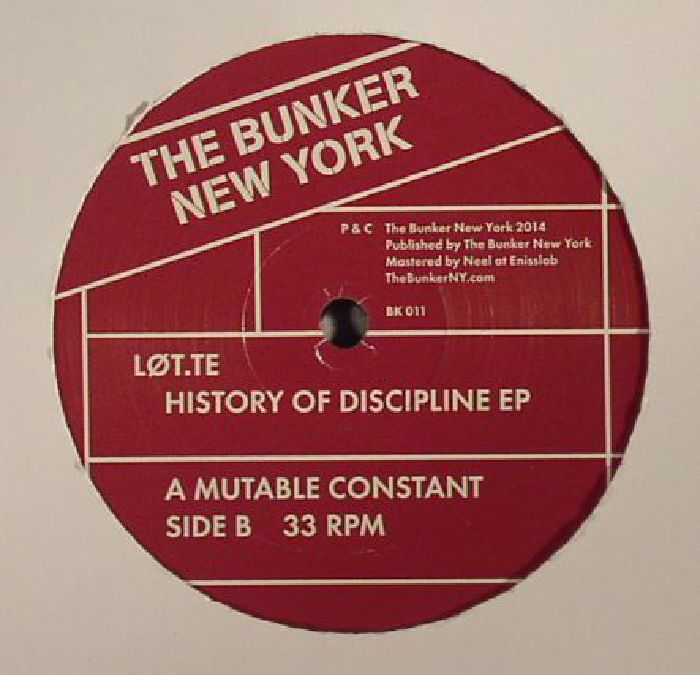 THE BUNKER
NEW YORK
P & C The Bunker New York 2014
Published by The Bunker New York
Mastered by Neel at Enisslab
TheBunkerNY.com
BK 011
LØT.TE
HISTORY OF DISCIPLINE EP
A MUTABLE CONSTANT
SIDE B 33 RPM